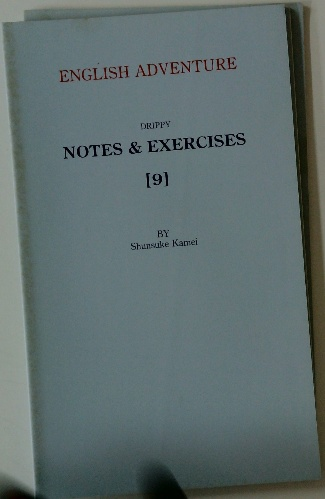 ENGLISH ADVENTURE
DRIPPY
NOTES & EXERCISES
[9]
BY
Shunsuke Kamei